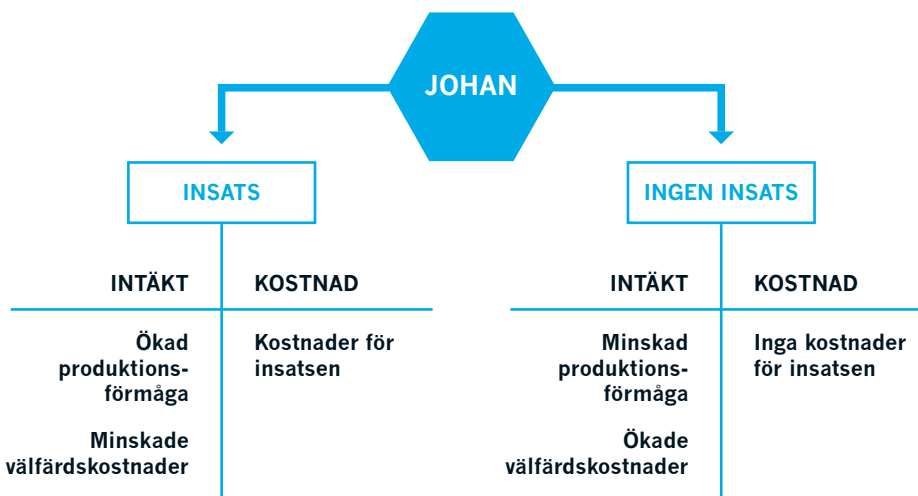 JOHAN
INSATS
INTÄKT KOSTNAD
Ökad
produktions-
förmåga
Minskade
välfärdskostnader
Kostnader för
insatsen
INGEN INSATS
INTÄKT KOSTNAD
Minskad
produktions-
förmåga
Ökade
välfärdskostnader
Inga kostnader
för insatsen